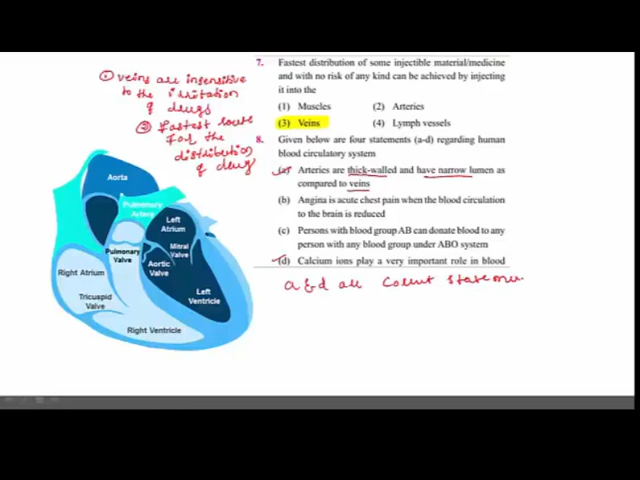 7. Fastest distribution of some injectable material/medicine
and with no risk of any kind can be achieved by injecting
it into the
(1) Muscles (2) Arteries
(3) Veins (4) Lymph vessels
8. Given below are four statements (a-d) regarding human
blood circulatory system
(a) Arteries are thick-walled and have narrow lumen as
compared to veins
(b) Angina is acute chest pain when the blood circulation
to the brain is reduced
(c) Persons with blood group AB can donate blood to any
person with any blood group under ABO system
(d) Calcium ions play a very important role in blood
a & d are
① veins are insensitive
to the irritation
of drugs
② Fastest route
For the
distribution
of drug
Aorta
Pulmonary
Artery
Left
Atrium
Pulmonary
Valve
Mitral
Valve
Aortic
Valve
Right Atrium
Left
Ventricle
Tricuspid
Valve
Right Ventricle